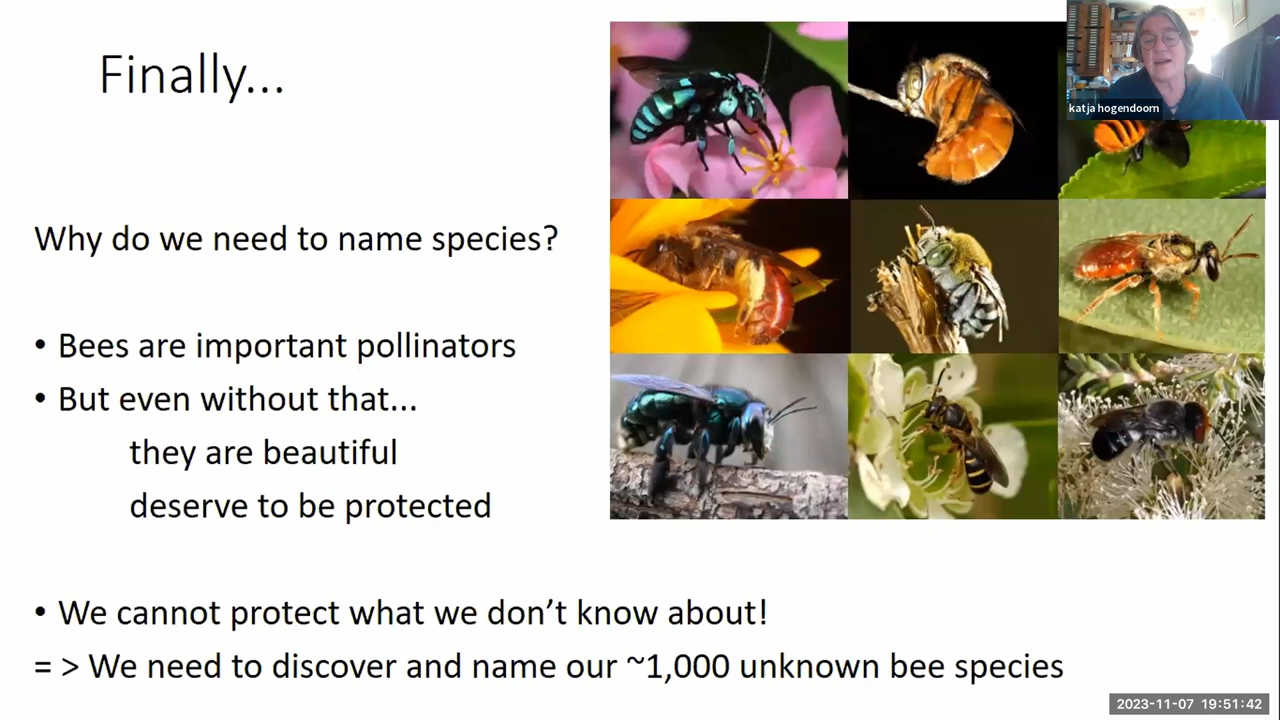 Finally...
katja hogendoorn
Why do we need to name species?
• Bees are important pollinators
• But even without that...
they are beautiful
deserve to be protected
• We cannot protect what we don't know about!
= > We need to discover and name our ~1,000 unknown bee species
2023-11-07 19:51:42